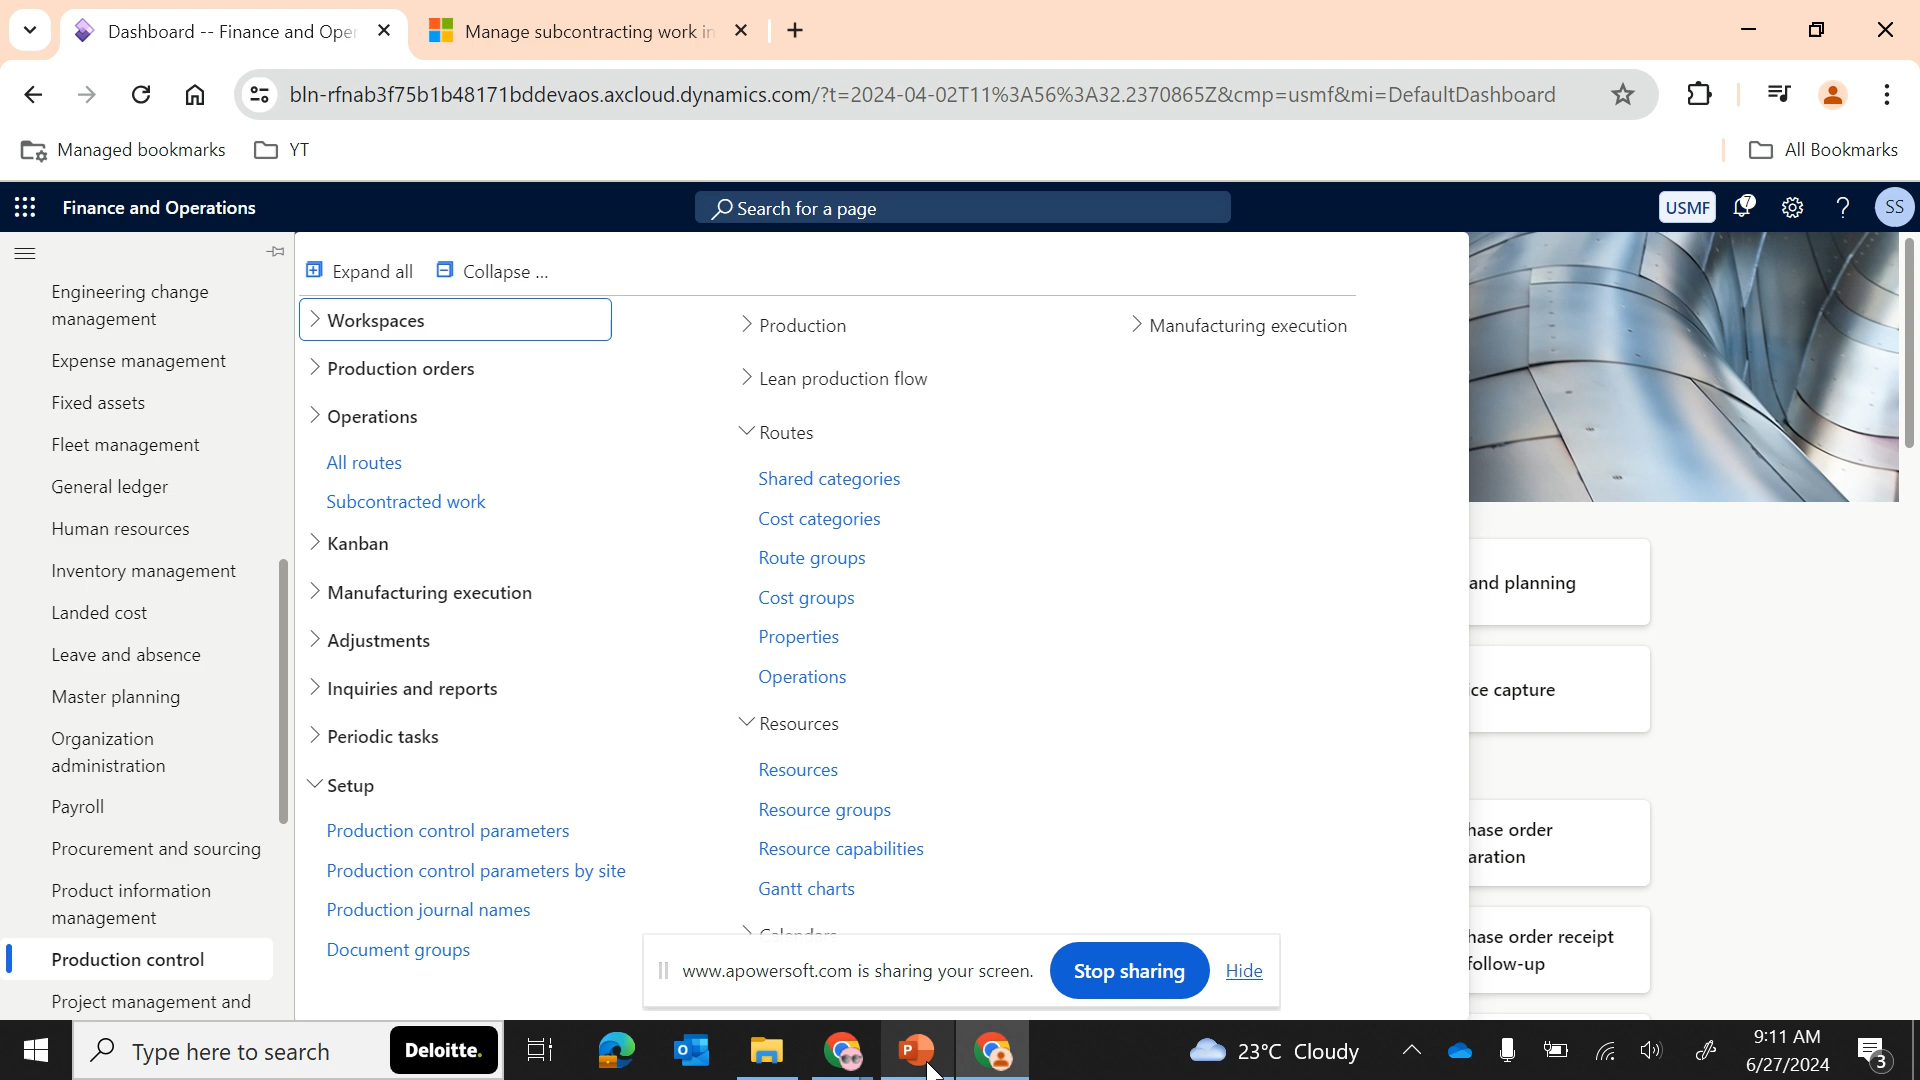 Dashboard -- Finance and Oper
Manage subcontracting work in
bln-rfnab3f75b1b48171bddevaos.axcloud.dynamics.com/?t=2024-04-02T11%3A56%3A32.2370865Z&cmp=usmf&mi=DefaultDashboard
Managed bookmarks
YT
All Bookmarks
Finance and Operations
Search for a page
USMF
7
?
SS
Expand all
Collapse ...
Engineering change
management
Expense management
Fixed assets
Fleet management
General ledger
Human resources
Inventory management
Landed cost
Leave and absence
Master planning
Organization
administration
Payroll
Procurement and sourcing
Product information
management
Production control
Project management and
Workspaces
Production orders
Operations
All routes
Subcontracted work
Kanban
Manufacturing execution
Adjustments
Inquiries and reports
Periodic tasks
Setup
Production control parameters
Production control parameters by site
Production journal names
Document groups
Production
Lean production flow
Routes
Shared categories
Cost categories
Route groups
Cost groups
Properties
Operations
Resources
Resources
Resource groups
Resource capabilities
Gantt charts
Calendars
Manufacturing execution
and planning
ice capture
hase order
aration
hase order receipt
follow-up
www.apowersoft.com is sharing your screen.
Stop sharing
Hide
Type here to search
Deloitte.
23°C Cloudy
9:11 AM
6/27/2024
3